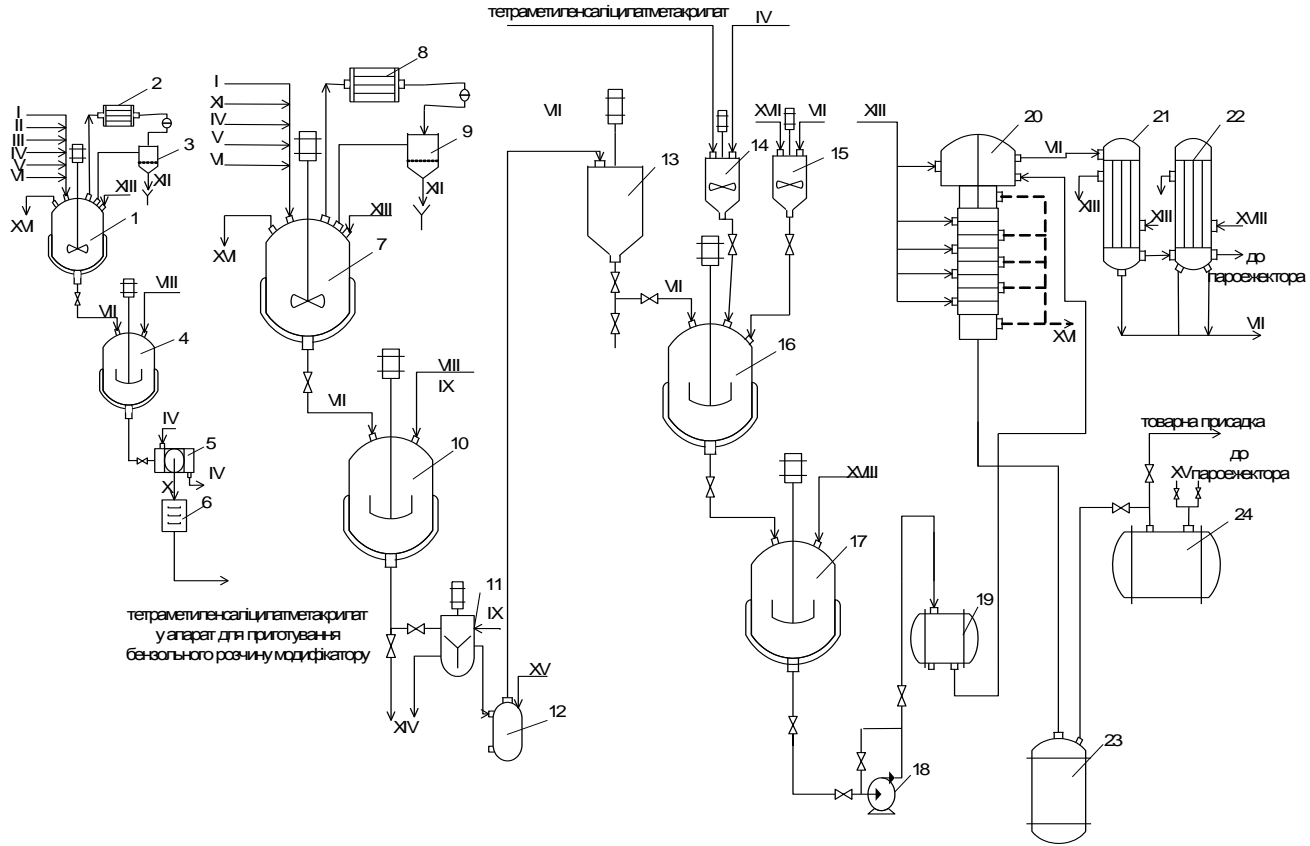 тетраметиленсаліцилатметакрилат
IV
8
2
I
I
II
III
IV
V
VI
XI
IV
V
VI
3
XII
XIII
XVI
1
9
XII
XIII
XVI
7
VII
XVII
VII
13
14
15
XIII
20
VII
21
22
XIII
XIII
XVIII
до
пароежектора
VII
XVI
VIII
VII
4
VIII
IX
VII
10
VII
16
IV
5
IV
X
6
товарна присадка
до
XV пароежектора
24
XVIII
17
19
11
IX
тетраметиленсаліцилатметакрилат
у апарат для приготування
бензольного розчину модифікатору
XIV
XV
12
18
23